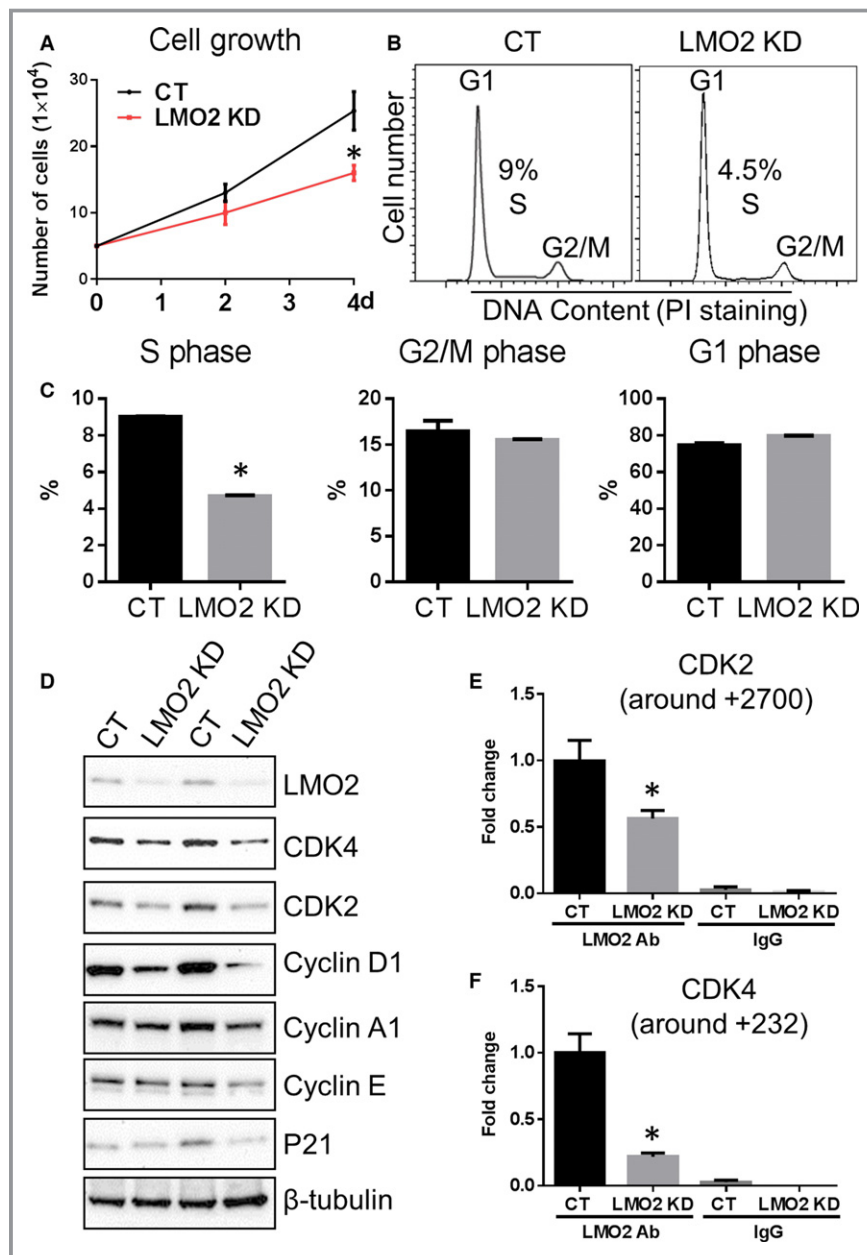 A
Cell growth
Number of cells (1×10⁴)
30
20
10
0
CT
LMO2 KD
*
0 1 2 3 4d
B
CT
LMO2 KD
Cell number
G1
9%
S
G2/M
G1
4.5%
S
G2/M
DNA Content (PI staining)
C
S phase
%
10
8
6
4
2
0
*
CT LMO2 KD
G2/M phase
%
20
15
10
5
0
CT LMO2 KD
G1 phase
%
100
80
60
40
20
0
CT LMO2 KD
D
CT LMO2 KD CT LMO2 KD
LMO2
CDK4
CDK2
Cyclin D1
Cyclin A1
Cyclin E
P21
β-tubulin
E
CDK2
(around +2700)
Fold change
1.5
1.0
0.5
0.0
*
CT LMO2 KD CT LMO2 KD
LMO2 Ab IgG
F
CDK4
(around +232)
Fold change
1.5
1.0
0.50
0.0
*
CT LMO2 KD CT LMO2 KD
LMO2 Ab IgG